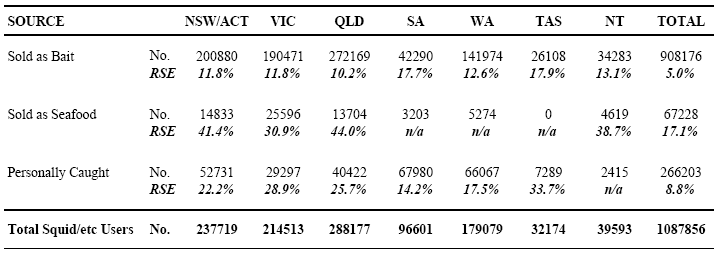 SOURCE NSW/ACT VIC QLD SA WA TAS NT TOTAL
Sold as Bait No. 200880 190471 272169 42290 141974 26108 34283 908176
RSE 11.8% 11.8% 10.2% 17.7% 12.6% 17.9% 13.1% 5.0%
Sold as Seafood No. 14833 25596 13704 3203 5274 0 4619 67228
RSE 41.4% 30.9% 44.0% n/a n/a n/a 38.7% 17.1%
Personally Caught No. 52731 29297 40422 67980 66067 7289 2415 266203
RSE 22.2% 28.9% 25.7% 14.2% 17.5% 33.7% n/a 8.8%
Total Squid/etc Users No. 237719 214513 288177 96601 179079 32174 39593 1087856